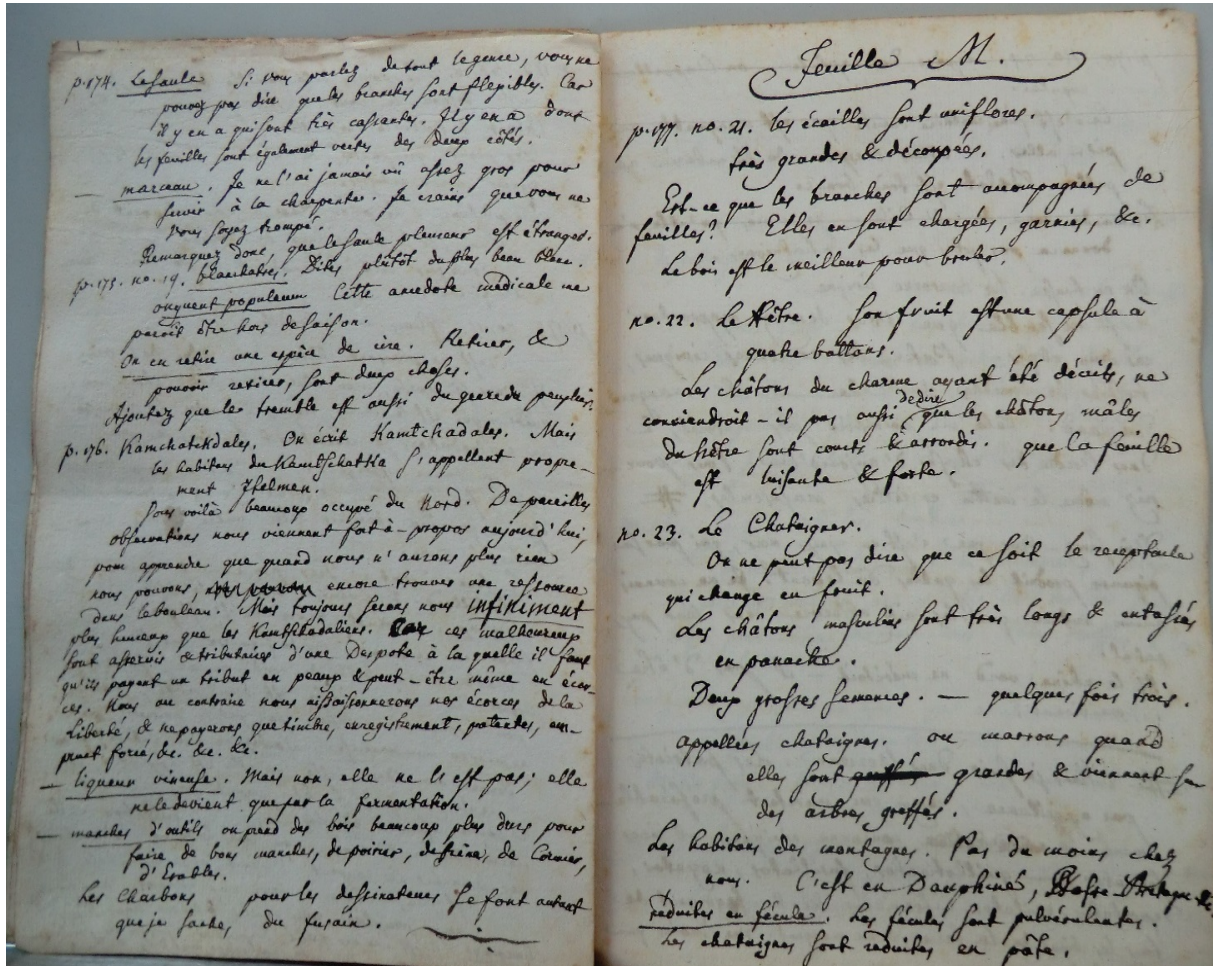 p. 174. Le saule Si vous parlez de tout le genre, vous ne
pouvez pas dire que les branches sont flexibles. Car
il y en a qui sont très cassantes. Il y en a dont
les feuilles sont également vertes des deux côtés.
— marceau. Je ne l'ai jamais vû assez gros pour
servir à la charpente. Je crains que vous ne
vous soyez trompé.
Remarquez donc, que le saule pleureur est étranger.
p. 175. no. 19. blanchatres. Dites plutôt du plus beau blanc.
onguent populeum Cette anecdote médicale me
paroit être hors de saison.
On en retire une espèce de cire. Retirer, &
pouvoir retirer, sont deux choses.
Ajoutez que le tremble est aussi du genre du peuplier.
p. 176. Kamchatckdales. On écrit Kamtchadales. Mais
les habitans du Kamtschatka s'appellent propre-
ment Itelmen.
Vous voilà beaucoup occupé du Nord. De pareilles
observations nous viennent fort à-propos aujourd'hui,
pour apprendre que quand nous n'aurons plus rien
nous pouvons, encore trouver une ressource
dans le bouleau. Mais toujours serons nous infiniment
plus heureux que les Kamtschadaliens. Car ces malheureux
sont asservis & tributaires d'une Despote à la quelle il faut
qu'ils payent un tribut en peaux & peut-être même en écor-
ces. Nous au contraire nous assaisonnerons nos écorces de la
Liberté, & ne payerons que timbre, enregistrement, patentes, em-
prunt forcé, &c. &c. &c.
— liqueur vineuse. Mais non, elle ne l'est pas; elle
ne le devient que par la fermentation.
— manches d'outils on prend des bois beaucoup plus durs pour
faire de bons manches, de poirier, de frêne, de Cormier,
d'Erables.
Les Charbons pour les dessinateurs se font autant
que je sache, du fusain.
Feuille M.
p. 177. no. 21. les écailles sont uniflores.
très grandes & découpées.
Est-ce que les branches sont acompagnées de
feuilles? Elles en sont chargées, garnies, &c.
Le bois est le meilleur pour bruler.
no. 22. Le Hêtre. Son fruit est une capsule à
quatre battans.
Les châtons du charme ayant été décrits, ne
conviendroit-il pas aussi de dire que les châtons mâles
du hêtre sont courts & arrondis. que la feuille
est luisante & forte.
no. 23. Le Chataigner.
On ne peut pas dire que ce soit le receptacle
qui change en fruit.
Les châtons masculins sont très longs & entassés
en panache.
Deux grosses semences. — quelques fois trois.
appellées chataignes. ou marrons quand
elles sont grandes & viennent sur
des arbres greffés.
Les habitans des montagnes. Pas du moins chez
nous. C'est en Dauphiné, Basse Bretagne &c.
reduites en fécule. Les fécules sont pulvérulentes.
Les chataignes sont reduites en pâte.